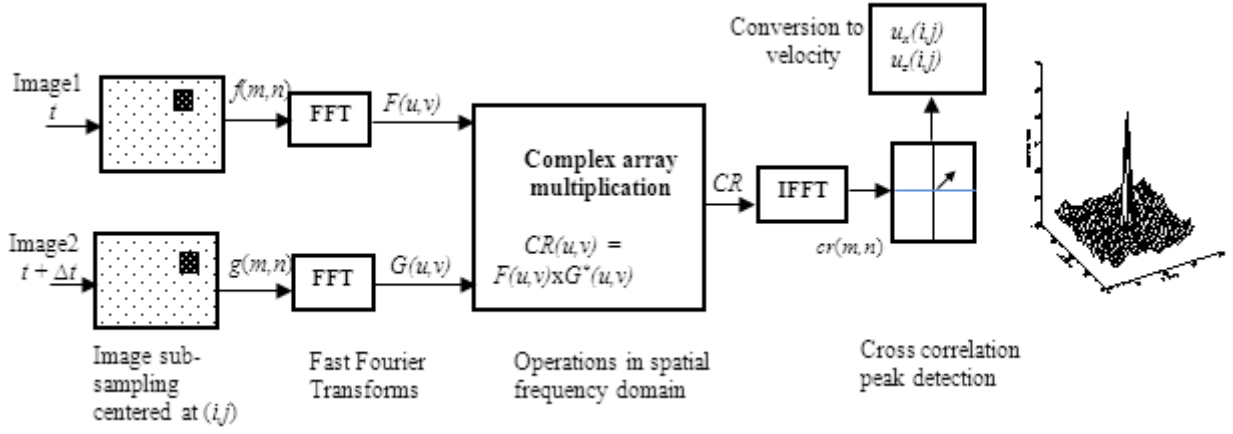 Image1
t
f(m,n)
FFT
F(u,v)
Image2
t + Δt
g(m,n)
FFT
G(u,v)
Complex array
multiplication
CR(u,v) =
F(u,v)xG*(u,v)
CR
IFFT
cr(m,n)
Conversion to
velocity
uₓ(i,j)
u_z(i,j)
Image sub-
sampling
centered at (i,j)
Fast Fourier
Transforms
Operations in spatial
frequency domain
Cross correlation
peak detection